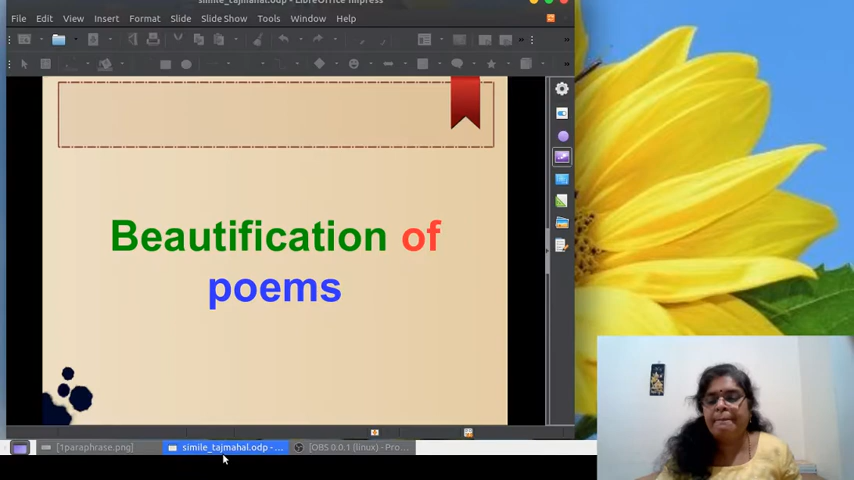 simile_tajmahal.odp - LibreOffice Impress
File Edit View Insert Format Slide Slide Show Tools Window Help
Beautification of
poems
[1paraphrase.png]
simile_tajmahal.odp - ...
[OBS 0.0.1 (linux) - Pro...